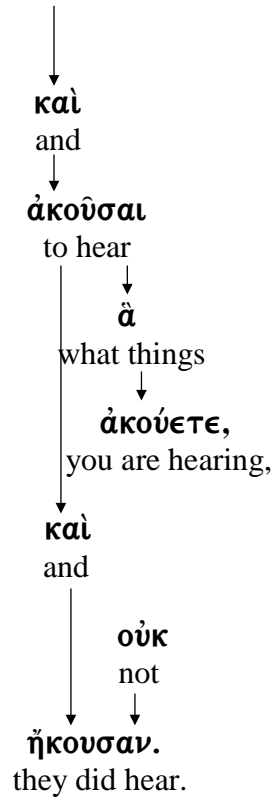 καὶ
and
ἀκοῦσαι
to hear
ἃ
what things
ἀκούετε,
you are hearing,
καὶ
and
οὐκ
not
ἤκουσαν.
they did hear.